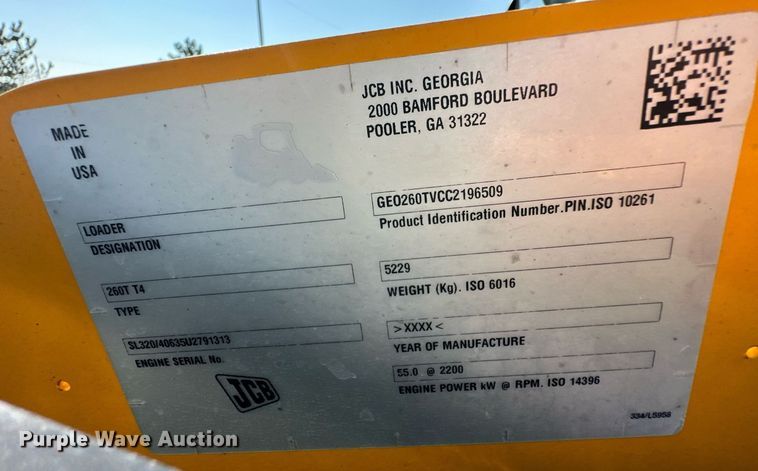 MADE
IN
USA
JCB INC. GEORGIA
2000 BAMFORD BOULEVARD
POOLER, GA 31322
LOADER
DESIGNATION
260T T4
TYPE
SL320/40635U2791313
ENGINE SERIAL No.
JCB
GEO260TVCC2196509
Product Identification Number.PIN.ISO 10261
5229
WEIGHT (Kg). ISO 6016
>XXXX<
YEAR OF MANUFACTURE
55.0 @ 2200
ENGINE POWER kW @ RPM. ISO 14396
334/L5958
Purple Wave Auction